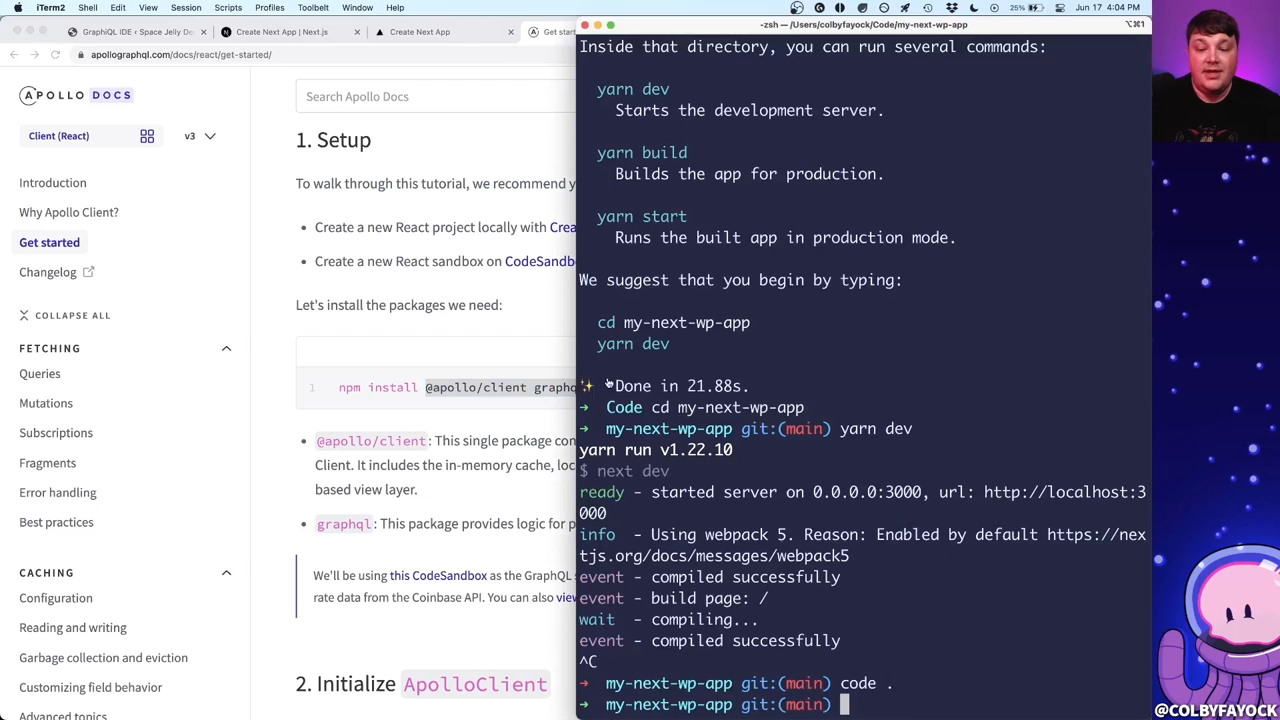 iTerm2 Shell Edit View Session Scripts Profiles Toolbelt Window Help
25% Jun 17 4:04 PM
GraphiQL IDE ‹ Space Jelly De
Create Next App | Next.js
Create Next App
Get start
apollographql.com/docs/react/get-started/
-zsh — /Users/colbyfayock/Code/my-next-wp-app
⌥⌘1
APOLLO DOCS
Client (React)
v3
Introduction
Why Apollo Client?
Get started
Changelog
COLLAPSE ALL
FETCHING
Queries
Mutations
Subscriptions
Fragments
Error handling
Best practices
CACHING
Configuration
Reading and writing
Garbage collection and eviction
Customizing field behavior
Advanced topics
Search Apollo Docs
1. Setup
To walk through this tutorial, we recommend y
• Create a new React project locally with Crea
• Create a new React sandbox on CodeSandb
Let's install the packages we need:
1 npm install @apollo/client graphq
• @apollo/client: This single package con
Client. It includes the in-memory cache, loc
based view layer.
• graphql: This package provides logic for p
We'll be using this CodeSandbox as the GraphQL s
rate data from the Coinbase API. You can also view
2. Initialize ApolloClient
Inside that directory, you can run several commands:
yarn dev
Starts the development server.
yarn build
Builds the app for production.
yarn start
Runs the built app in production mode.
We suggest that you begin by typing:
cd my-next-wp-app
yarn dev
✨ Done in 21.88s.
➜ Code cd my-next-wp-app
➜ my-next-wp-app git:(main) yarn dev
yarn run v1.22.10
$ next dev
ready - started server on 0.0.0.0:3000, url: http://localhost:3
000
info - Using webpack 5. Reason: Enabled by default https://nex
tjs.org/docs/messages/webpack5
event - compiled successfully
event - build page: /
wait - compiling...
event - compiled successfully
^C
➜ my-next-wp-app git:(main) code .
➜ my-next-wp-app git:(main)
@COLBYFAYOCK